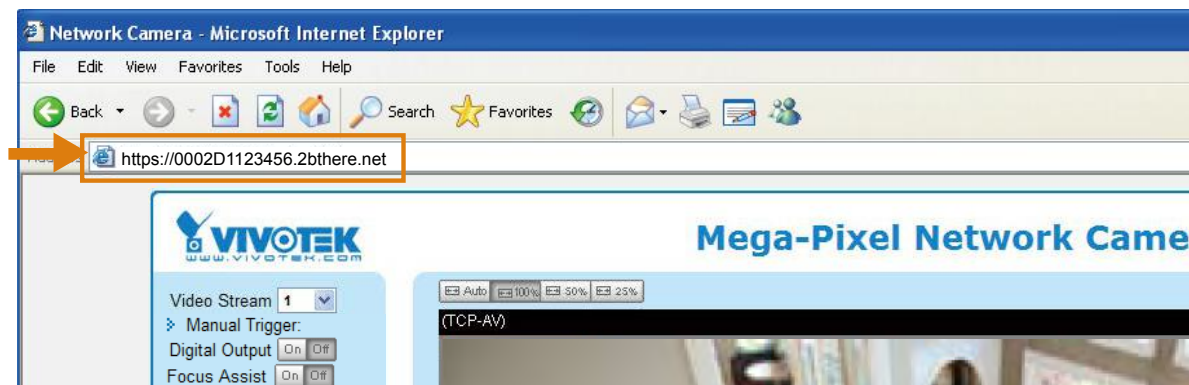 Network Camera - Microsoft Internet Explorer
File Edit View Favorites Tools Help
Back Search Favorites
https://0002D1123456.2bthere.net
VIVOTEK
www.vivotek.com
Mega-Pixel Network Came
Video Stream 1
Auto 100% 50% 25%
Manual Trigger:
(TCP-AV)
Digital Output On Off
Focus Assist On Off